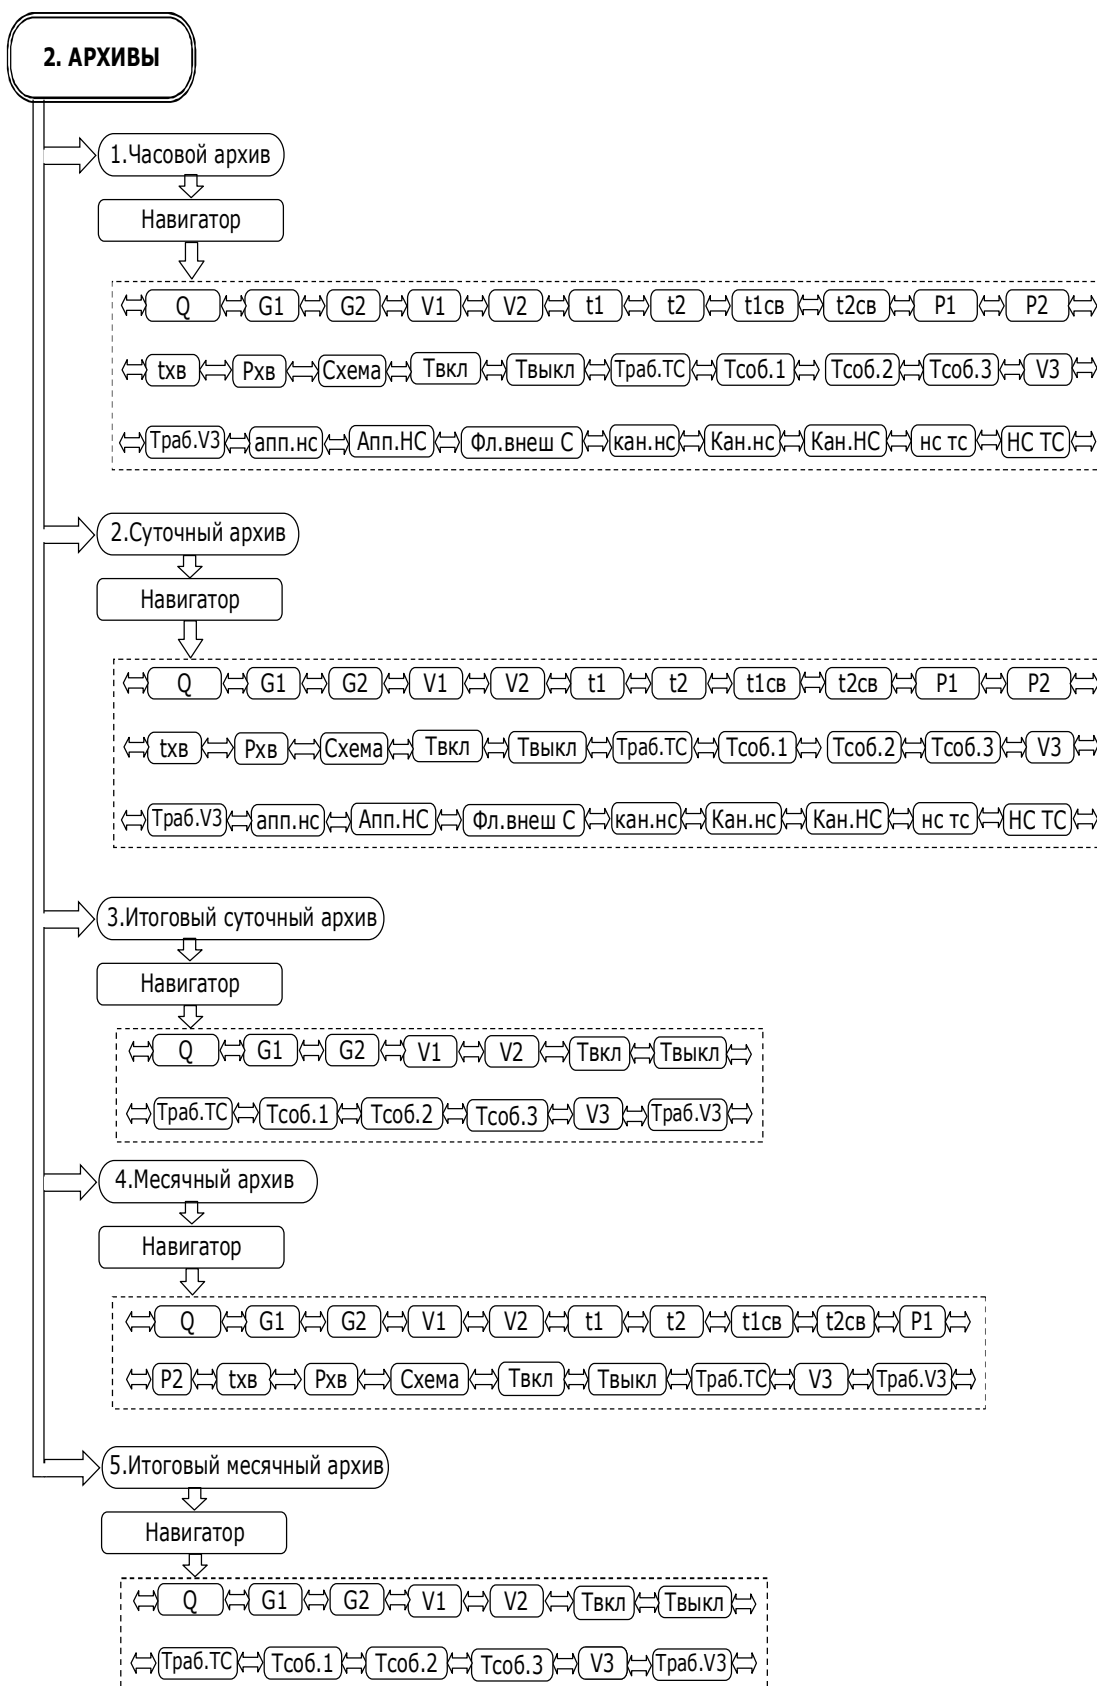 2. АРХИВЫ
1.Часовой архив
Навигатор
Q G1 G2 V1 V2 t1 t2 t1св t2св P1 P2
tхв Pхв Схема Твкл Твыкл Траб.ТС Тсоб.1 Тсоб.2 Тсоб.3 V3
Траб.V3 апп.нс Апп.НС Фл.внеш С кан.нс Кан.нс Кан.НС нс тс НС ТС
2.Суточный архив
Навигатор
Q G1 G2 V1 V2 t1 t2 t1св t2св P1 P2
tхв Pхв Схема Твкл Твыкл Траб.ТС Тсоб.1 Тсоб.2 Тсоб.3 V3
Траб.V3 апп.нс Апп.НС Фл.внеш С кан.нс Кан.нс Кан.НС нс тс НС ТС
3.Итоговый суточный архив
Навигатор
Q G1 G2 V1 V2 Твкл Твыкл
Траб.ТС Тсоб.1 Тсоб.2 Тсоб.3 V3 Траб.V3
4.Месячный архив
Навигатор
Q G1 G2 V1 V2 t1 t2 t1св t2св P1
P2 tхв Pхв Схема Твкл Твыкл Траб.ТС V3 Траб.V3
5.Итоговый месячный архив
Навигатор
Q G1 G2 V1 V2 Твкл Твыкл
Траб.ТС Тсоб.1 Тсоб.2 Тсоб.3 V3 Траб.V3